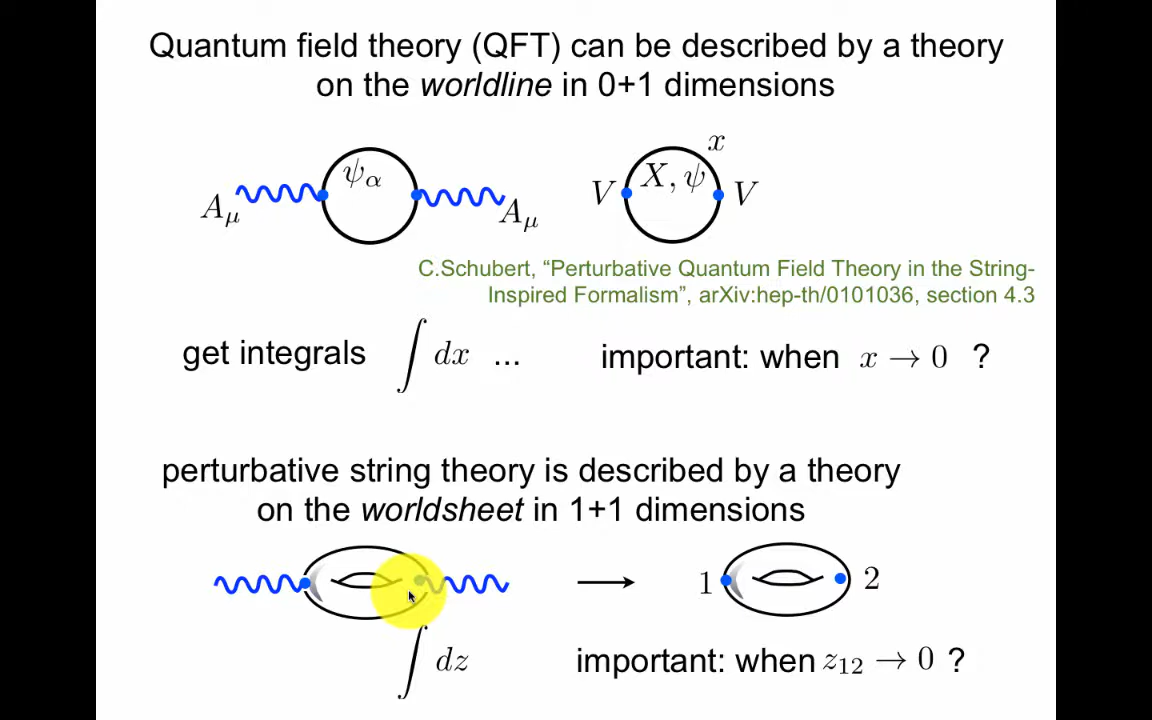 Quantum field theory (QFT) can be described by a theory
on the worldline in 0+1 dimensions
A_μ ψ_α A_μ V X, ψ x V
C.Schubert, “Perturbative Quantum Field Theory in the String-
Inspired Formalism”, arXiv:hep-th/0101036, section 4.3
get integrals ∫ dx ... important: when x → 0 ?
perturbative string theory is described by a theory
on the worldsheet in 1+1 dimensions
→ 1 2
∫ dz important: when z₁₂ → 0 ?